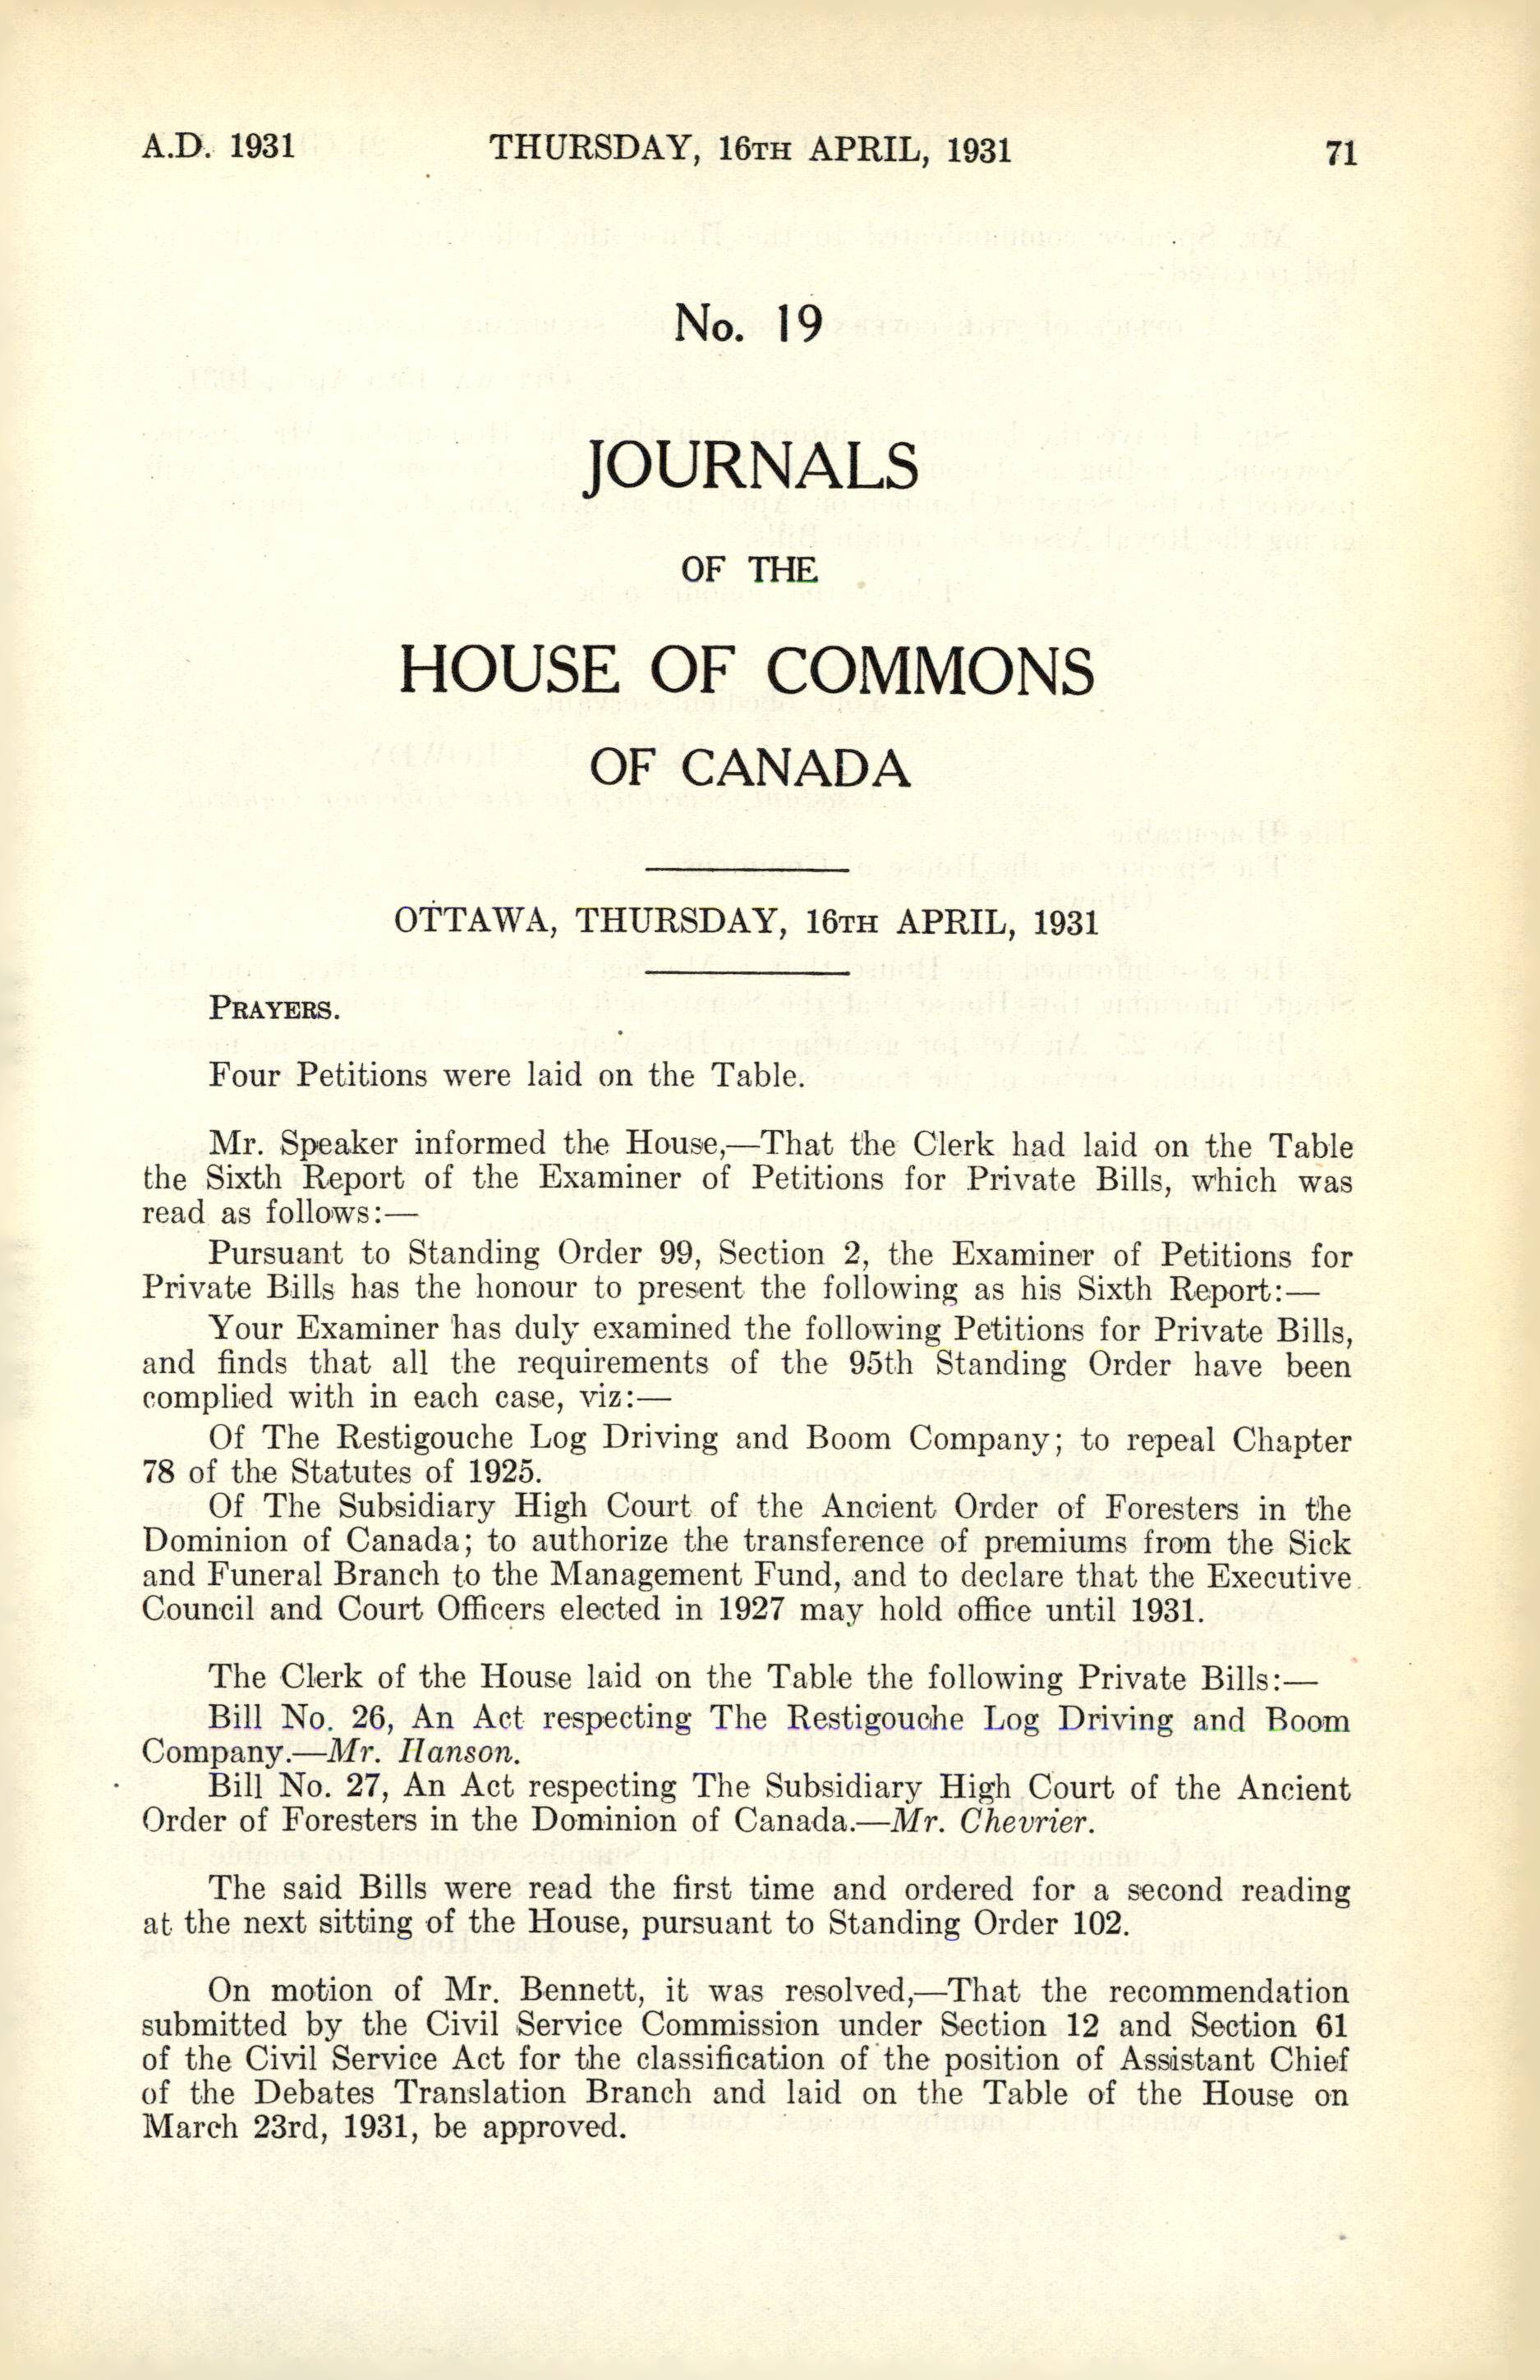 A.D. 1931 THURSDAY, 16TH APRIL, 1931 71
No. 19
JOURNALS
OF THE
HOUSE OF COMMONS
OF CANADA
OTTAWA, THURSDAY, 16TH APRIL, 1931
PRAYERS.
Four Petitions were laid on the Table.
Mr. Speaker informed the House,—That the Clerk had laid on the Table
the Sixth Report of the Examiner of Petitions for Private Bills, which was
read as follows:—
Pursuant to Standing Order 99, Section 2, the Examiner of Petitions for
Private Bills has the honour to present the following as his Sixth Report:—
Your Examiner has duly examined the following Petitions for Private Bills,
and finds that all the requirements of the 95th Standing Order have been
complied with in each case, viz:—
Of The Restigouche Log Driving and Boom Company; to repeal Chapter
78 of the Statutes of 1925.
Of The Subsidiary High Court of the Ancient Order of Foresters in the
Dominion of Canada; to authorize the transference of premiums from the Sick
and Funeral Branch to the Management Fund, and to declare that the Executive
Council and Court Officers elected in 1927 may hold office until 1931.
The Clerk of the House laid on the Table the following Private Bills:—
Bill No. 26, An Act respecting The Restigouche Log Driving and Boom
Company.—Mr. Hanson.
Bill No. 27, An Act respecting The Subsidiary High Court of the Ancient
Order of Foresters in the Dominion of Canada.—Mr. Chevrier.
The said Bills were read the first time and ordered for a second reading
at the next sitting of the House, pursuant to Standing Order 102.
On motion of Mr. Bennett, it was resolved,—That the recommendation
submitted by the Civil Service Commission under Section 12 and Section 61
of the Civil Service Act for the classification of the position of Assistant Chief
of the Debates Translation Branch and laid on the Table of the House on
March 23rd, 1931, be approved.